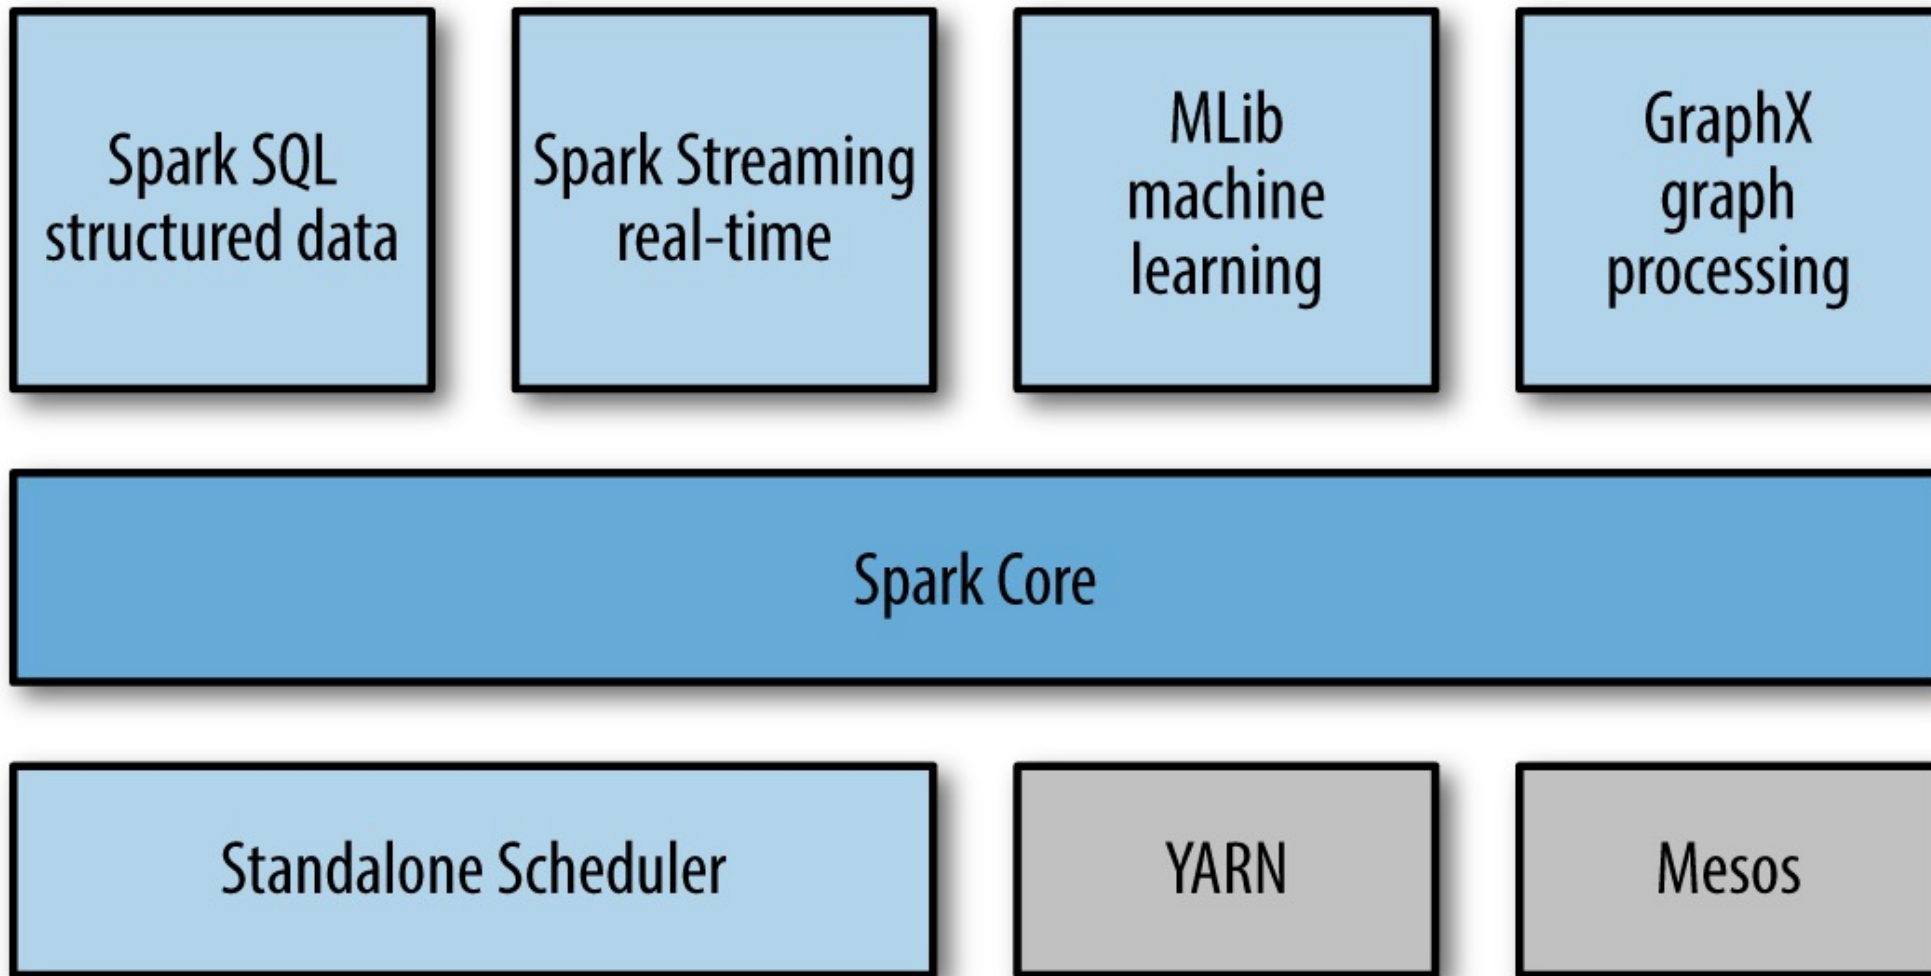 Spark SQL
structured data
Spark Streaming
real-time
MLib
machine
learning
GraphX
graph
processing
Spark Core
Standalone Scheduler
YARN
Mesos